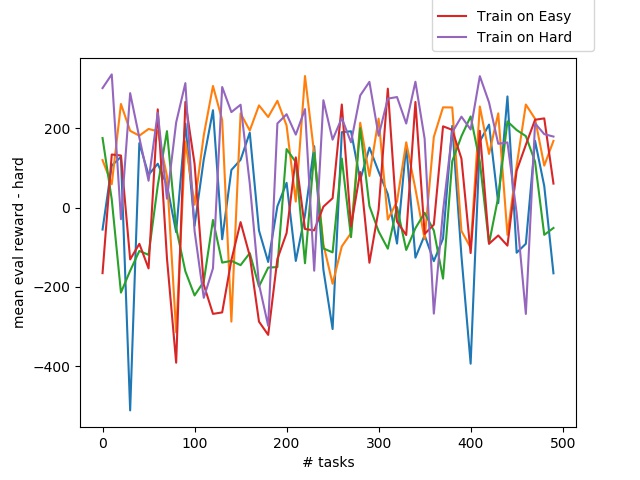 Train on Easy
Train on Hard
mean eval reward - hard
200
0
−200
−400
0 100 200 300 400 500
# tasks